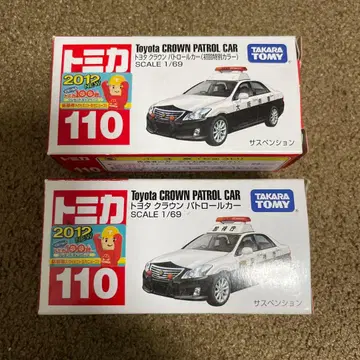 トミカ
2012 NEW
110
Toyota CROWN PATROL CAR
トヨタ クラウン パトロールカー(初回特別カラー)
SCALE 1/69
TAKARA
TOMY
サスペンション
トミカ
2012 NEW
110
Toyota CROWN PATROL CAR
トヨタ クラウン パトロールカー
SCALE 1/69
TAKARA
TOMY
サスペンション